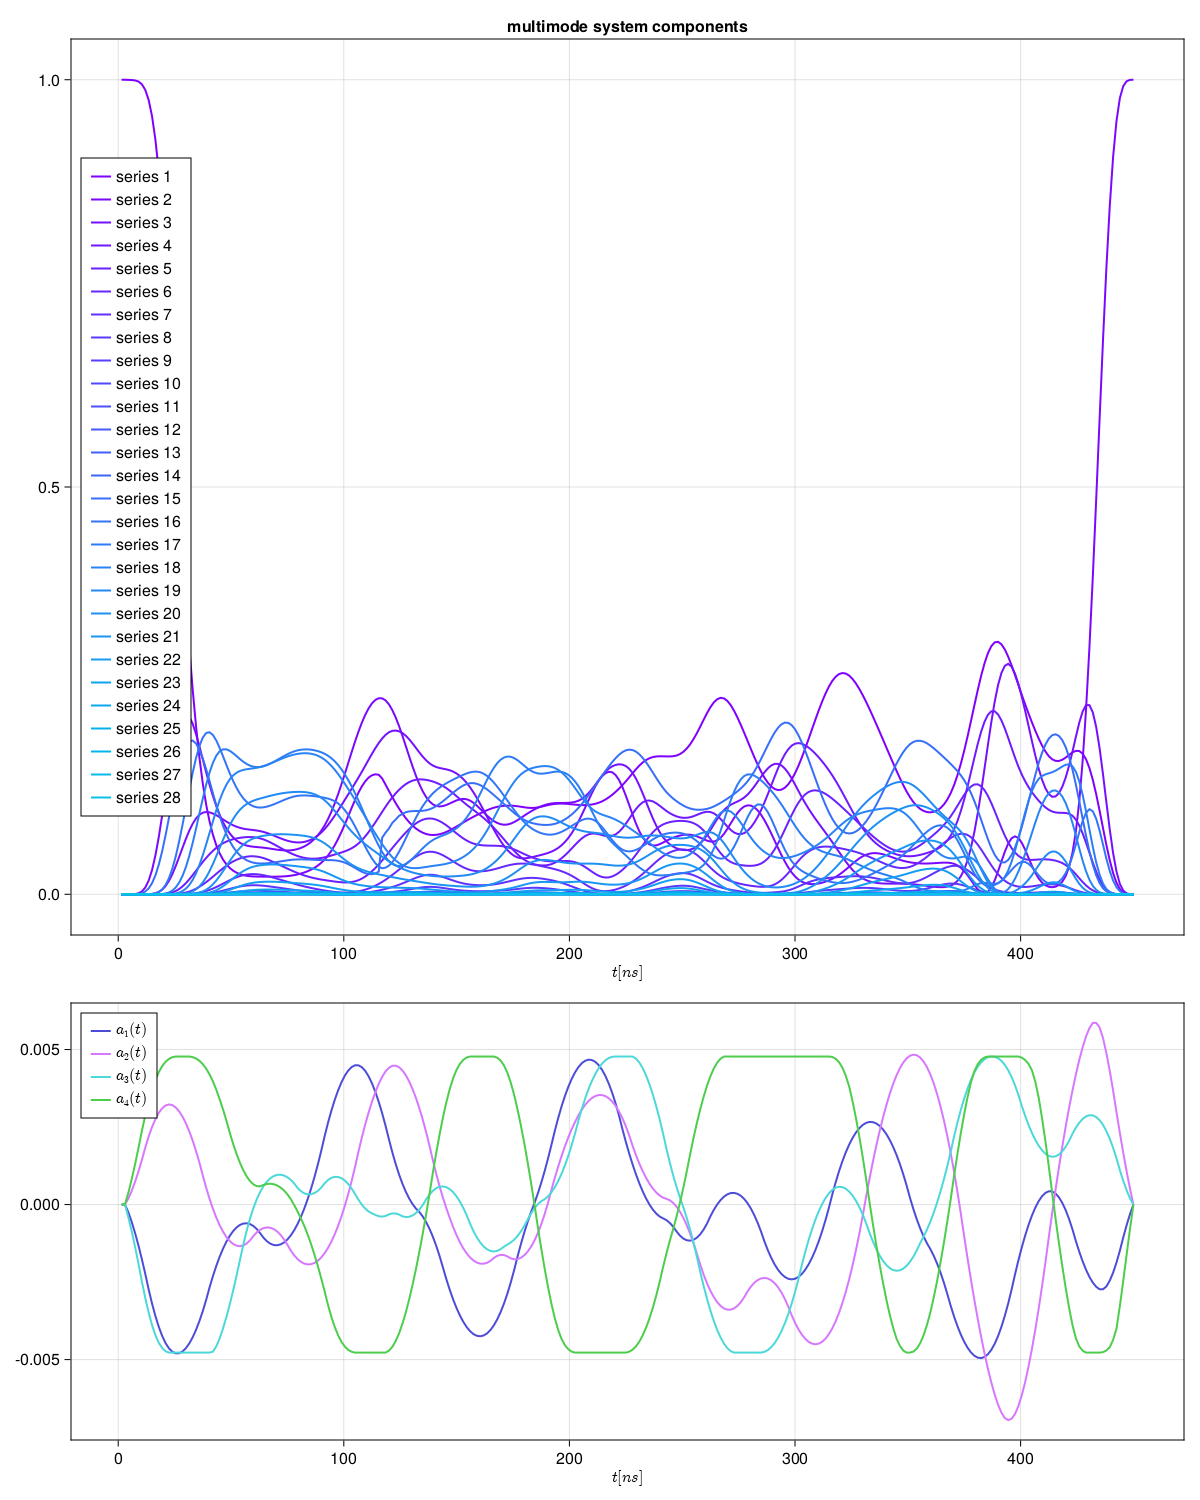 multimode system components
1.0
0.5
0.0
series 1
series 2
series 3
series 4
series 5
series 6
series 7
series 8
series 9
series 10
series 11
series 12
series 13
series 14
series 15
series 16
series 17
series 18
series 19
series 20
series 21
series 22
series 23
series 24
series 25
series 26
series 27
series 28
0 100 200 300 400
t[ns]
0.005
0.000
-0.005
a₁(t)
a₂(t)
a₃(t)
a₄(t)
0 100 200 300 400
t[ns]